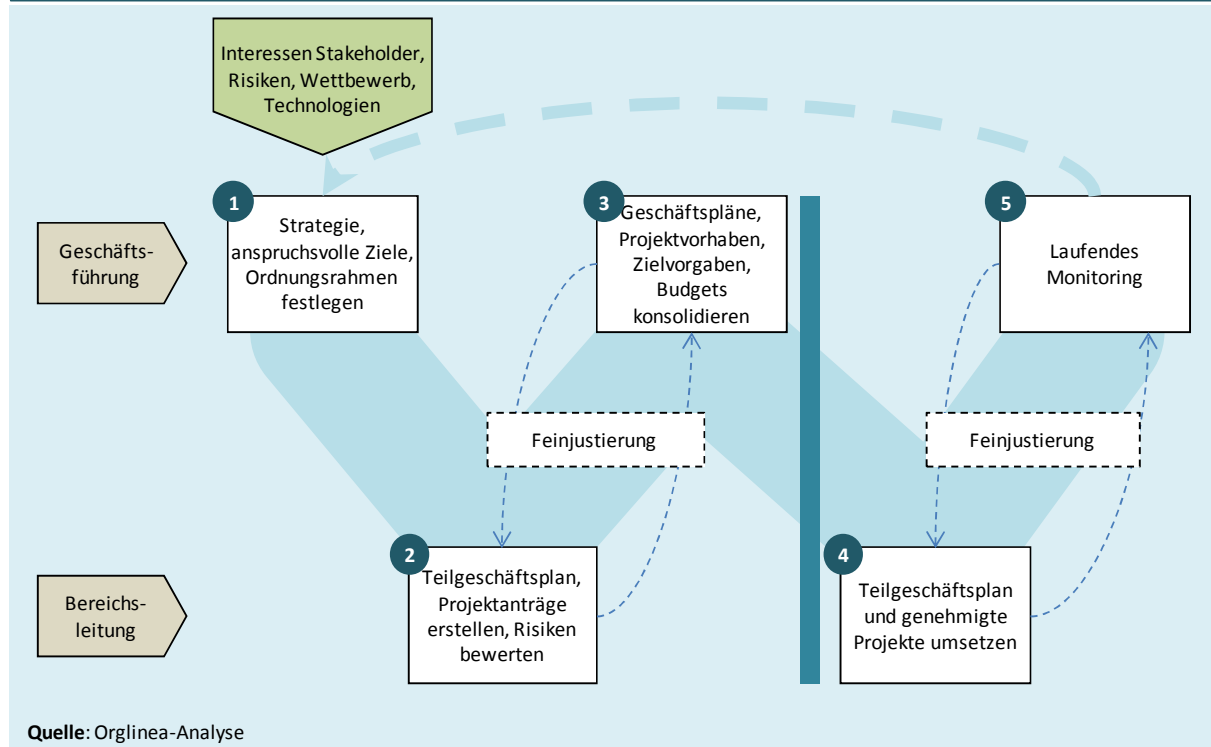 Interessen Stakeholder,
Risiken, Wettbewerb,
Technologien
1
Strategie,
anspruchsvolle Ziele,
Ordnungsrahmen
festlegen
3
Geschäftspläne,
Projektvorhaben,
Zielvorgaben,
Budgets
konsolidieren
5
Laufendes
Monitoring
Geschäfts-
führung
Feinjustierung
Feinjustierung
2
Teilgeschäftsplan,
Projektanträge
erstellen, Risiken
bewerten
4
Teilgeschäftsplan
und genehmigte
Projekte umsetzen
Bereichs-
leitung
Quelle: Orglinea-Analyse